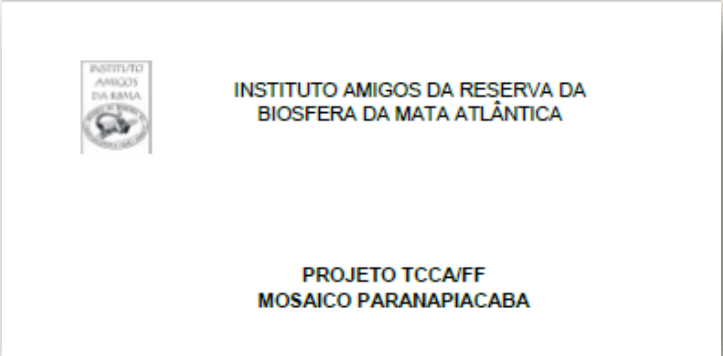 INSTITUTO
AMIGOS
DA RBMA
INSTITUTO AMIGOS DA RESERVA DA
BIOSFERA DA MATA ATLÂNTICA
PROJETO TCCA/FF
MOSAICO PARANAPIACABA